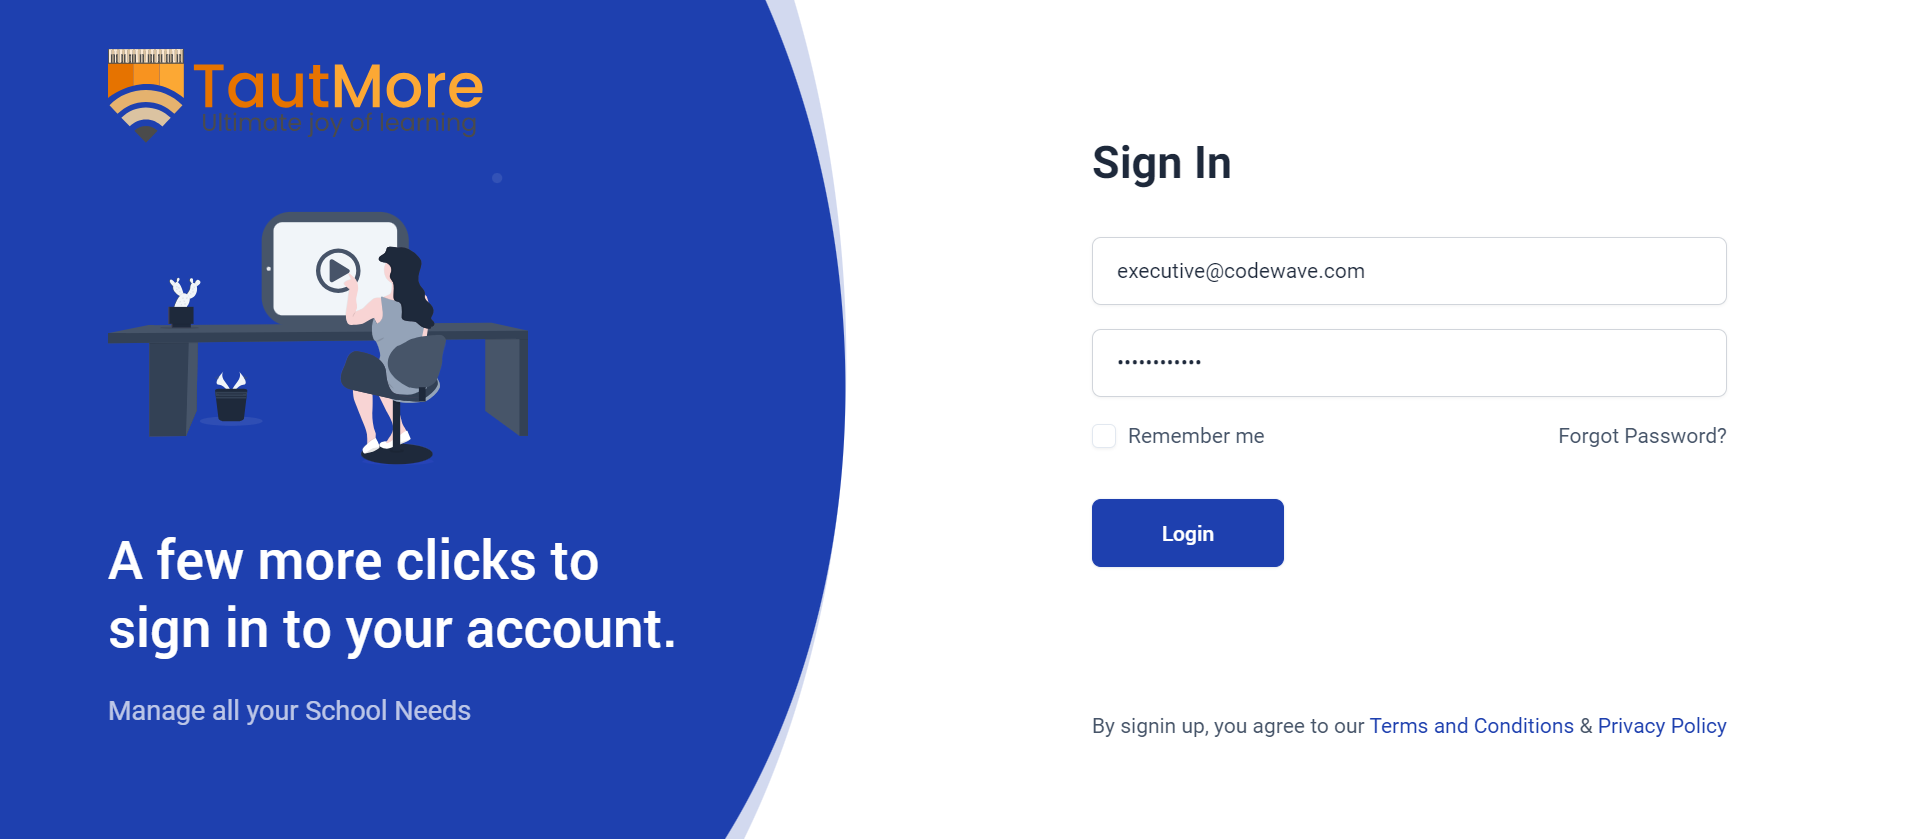 TautMore
Ultimate joy of learning
A few more clicks to
sign in to your account.
Manage all your School Needs
Sign In
executive@codewave.com
••••••••••••
Remember me
Forgot Password?
Login
By signin up, you agree to our Terms and Conditions & Privacy Policy